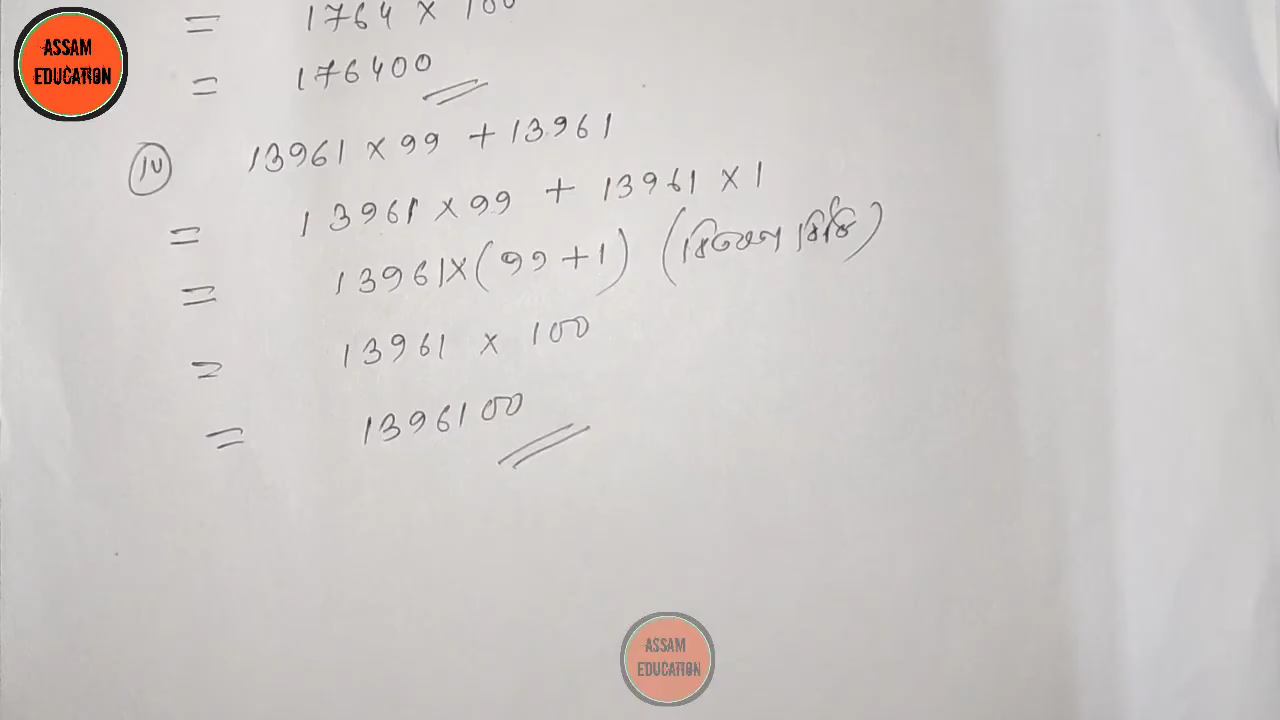 ASSAM
EDUCATION
= 1764 × 100
= 176400
(iv) 13961 × 99 + 13961
= 13961 × 99 + 13961 × 1
= 13961 × (99 + 1) (বিতৰণ বিধি)
= 13961 × 100
= 1396100
ASSAM
EDUCATION